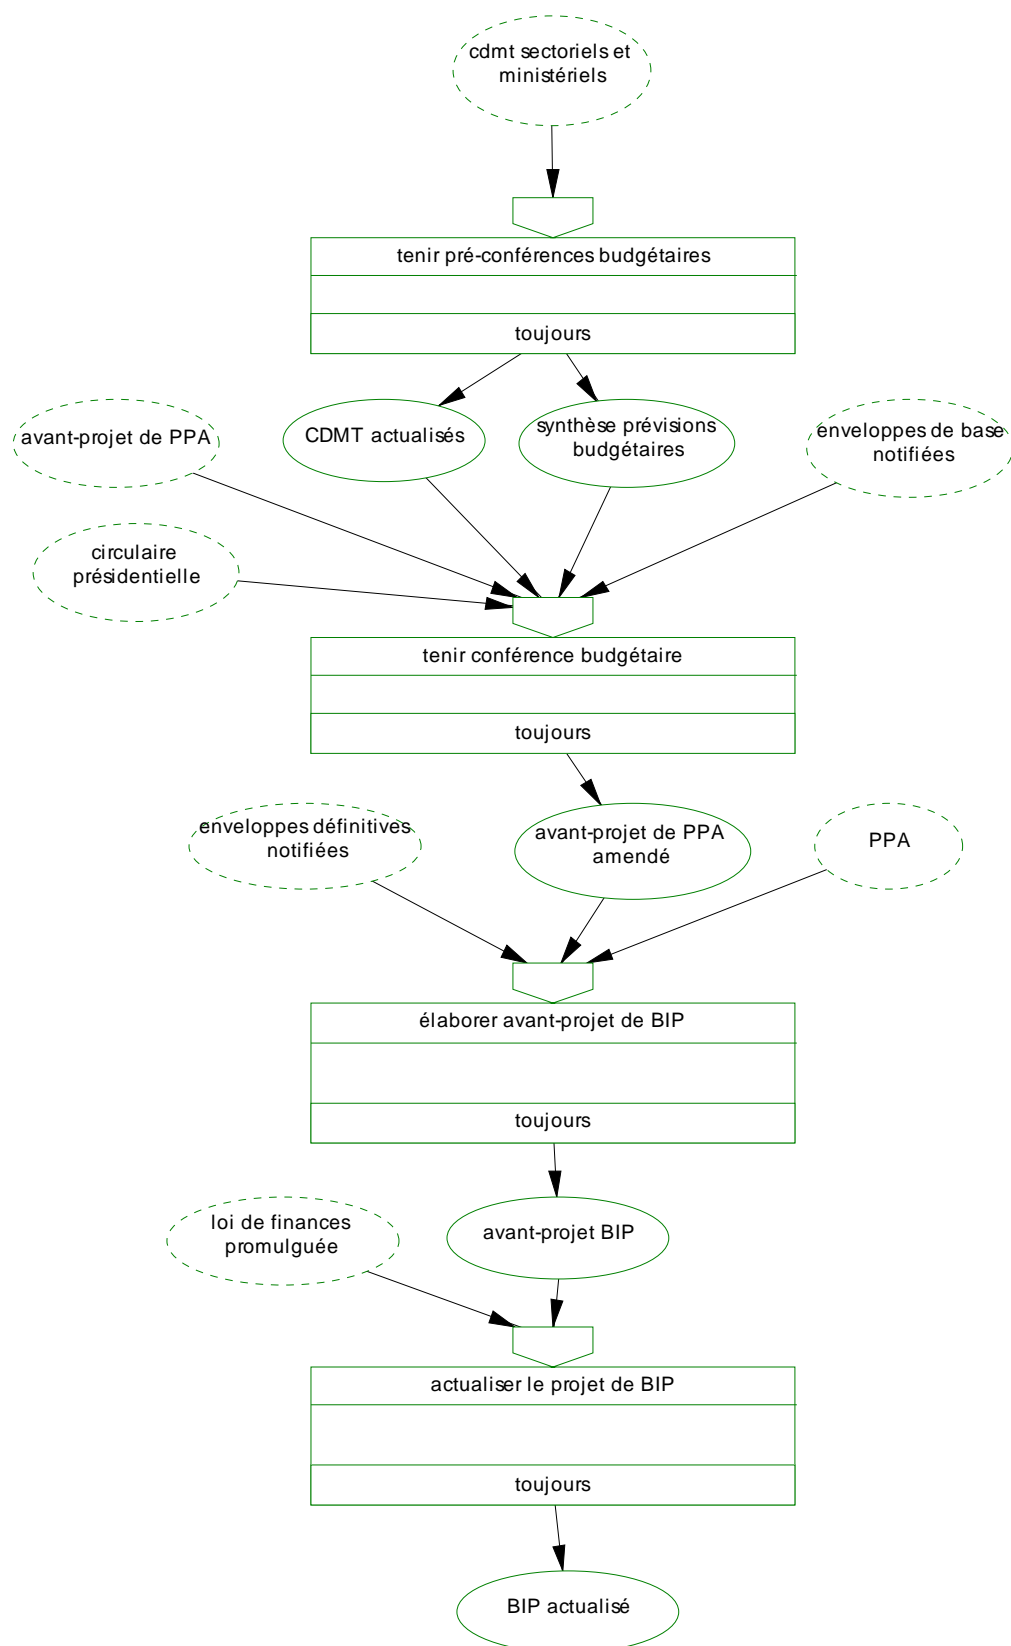 cdmt sectoriels et
ministériels
tenir pré-conférences budgétaires
toujours
avant-projet de PPA
CDMT actualisés
synthèse prévisions
budgétaires
enveloppes de base
notifiées
circulaire
présidentielle
tenir conférence budgétaire
toujours
enveloppes définitives
notifiées
avant-projet de PPA
amendé
PPA
élaborer avant-projet de BIP
toujours
loi de finances
promulguée
avant-projet BIP
actualiser le projet de BIP
toujours
BIP actualisé